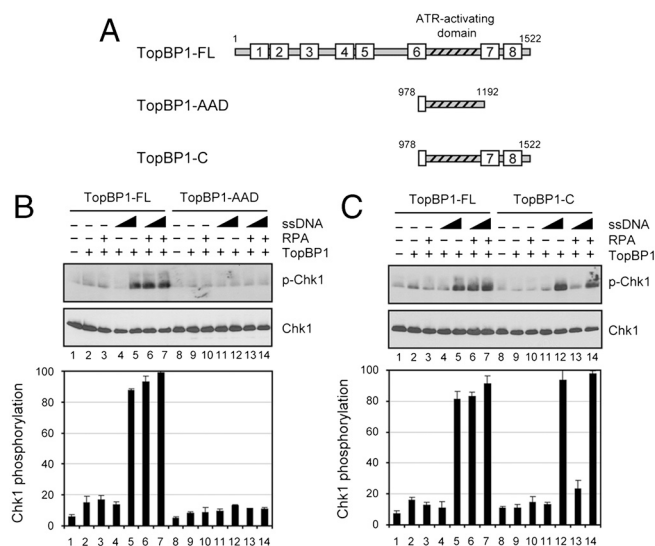 A
ATR-activating
domain
1 1522
TopBP1-FL 1 2 3 4 5 6 7 8
978 1192
TopBP1-AAD
978 1522
TopBP1-C 7 8
B
TopBP1-FL TopBP1-AAD
– – – – – – ssDNA
– – + – – + + – – + – – + + RPA
– + + + + + + – + + + + + + TopBP1
p-Chk1
Chk1
1 2 3 4 5 6 7 8 9 10 11 12 13 14
Chk1 phosphorylation
100
80
60
40
20
0
1 2 3 4 5 6 7 8 9 10 11 12 13 14
C
TopBP1-FL TopBP1-C
– – – – – – ssDNA
– – + – – + + – – + – – + + RPA
– + + + + + + – + + + + + + TopBP1
p-Chk1
Chk1
1 2 3 4 5 6 7 8 9 10 11 12 13 14
Chk1 phosphorylation
100
80
60
40
20
0
1 2 3 4 5 6 7 8 9 10 11 12 13 14